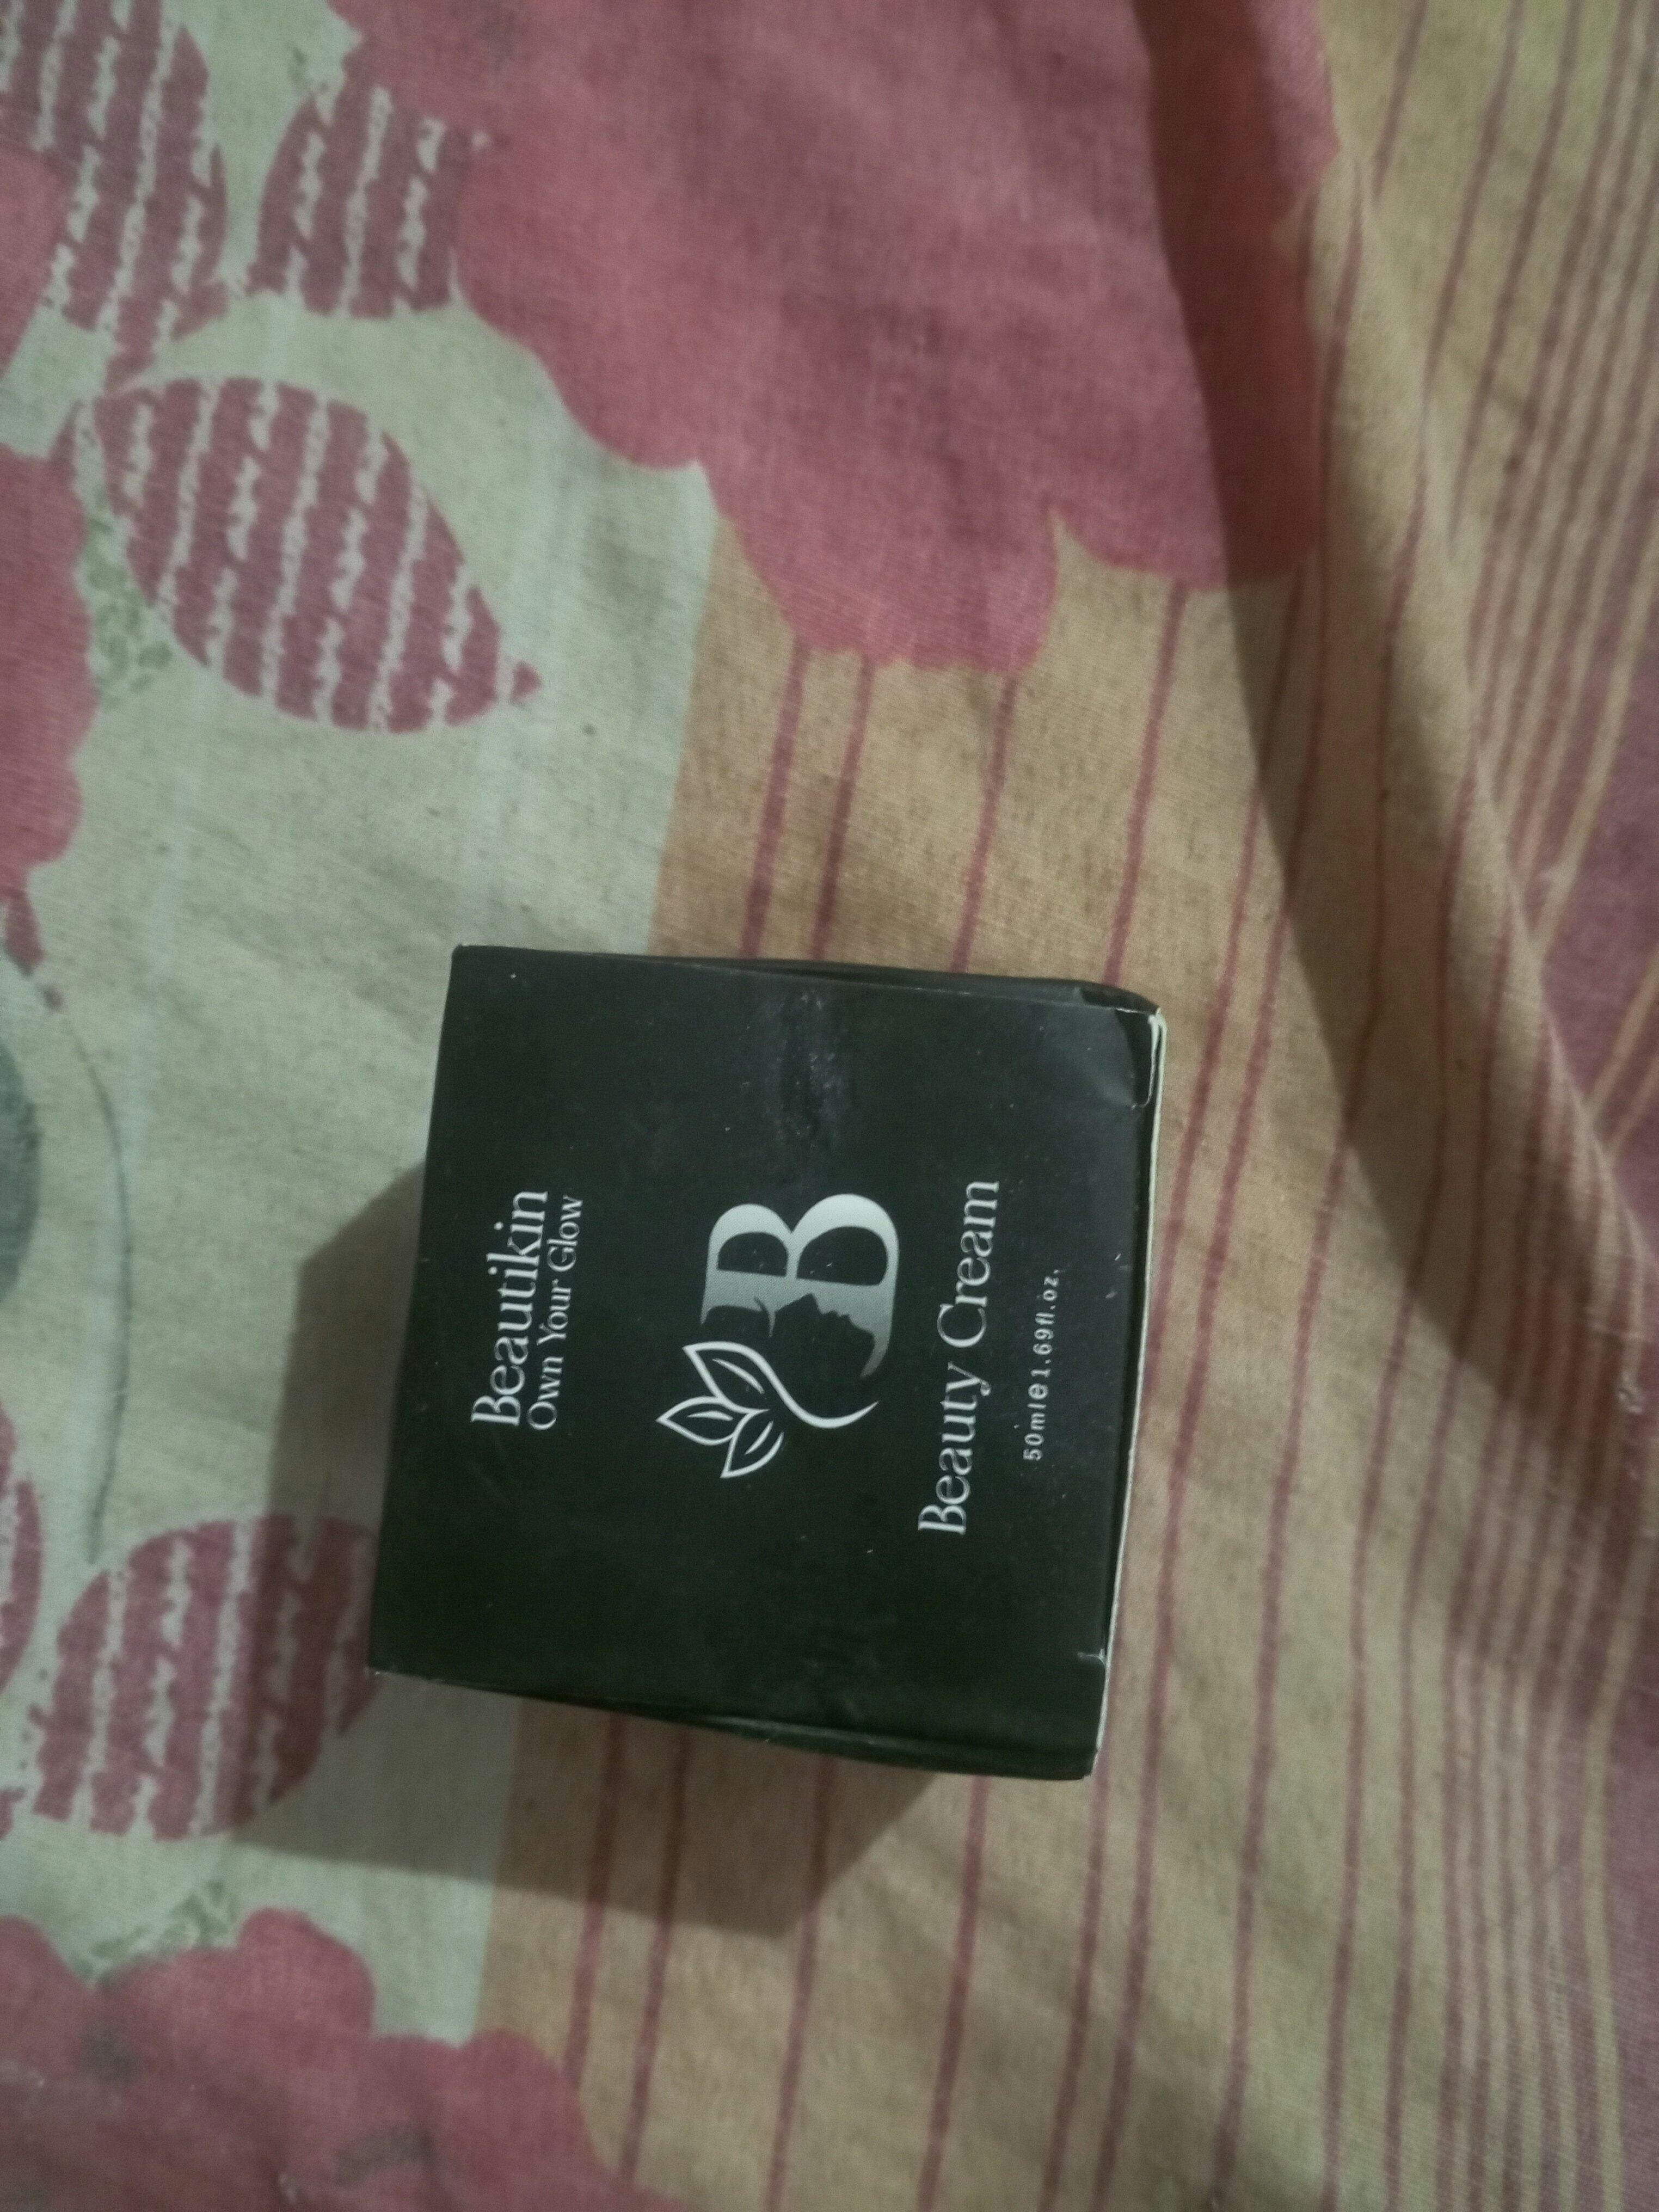 Beautikin
Own Your Glow
B
Beauty Cream
50ml℮1.69fl.oz.